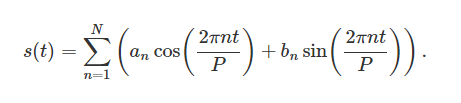 $$s(t) = \sum_{n=1}^{N} \left( a_n \cos\left( \frac{2\pi nt}{P} \right) + b_n \sin\left( \frac{2\pi nt}{P} \right) \right).$$